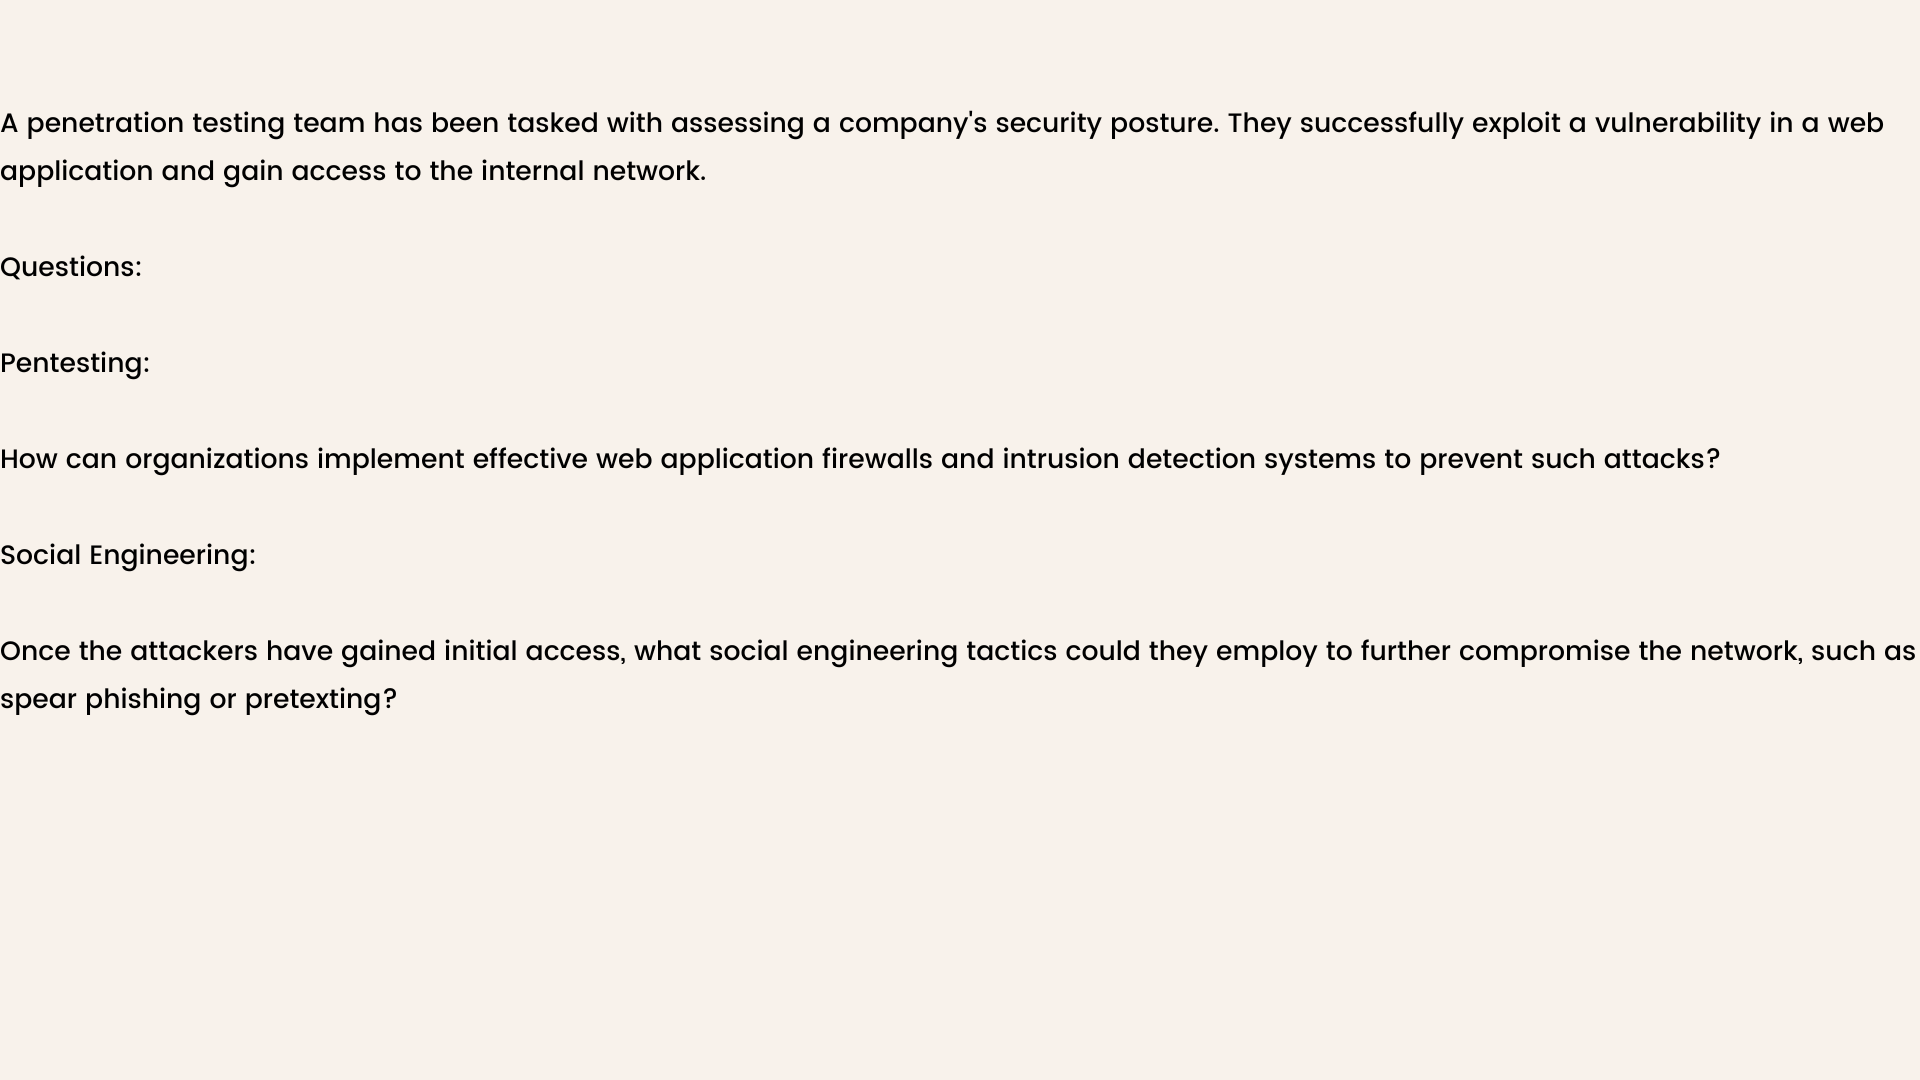 A penetration testing team has been tasked with assessing a company's security posture. They successfully exploit a vulnerability in a web
application and gain access to the internal network.
Questions:
Pentesting:
How can organizations implement effective web application firewalls and intrusion detection systems to prevent such attacks?
Social Engineering:
Once the attackers have gained initial access, what social engineering tactics could they employ to further compromise the network, such as
spear phishing or pretexting?